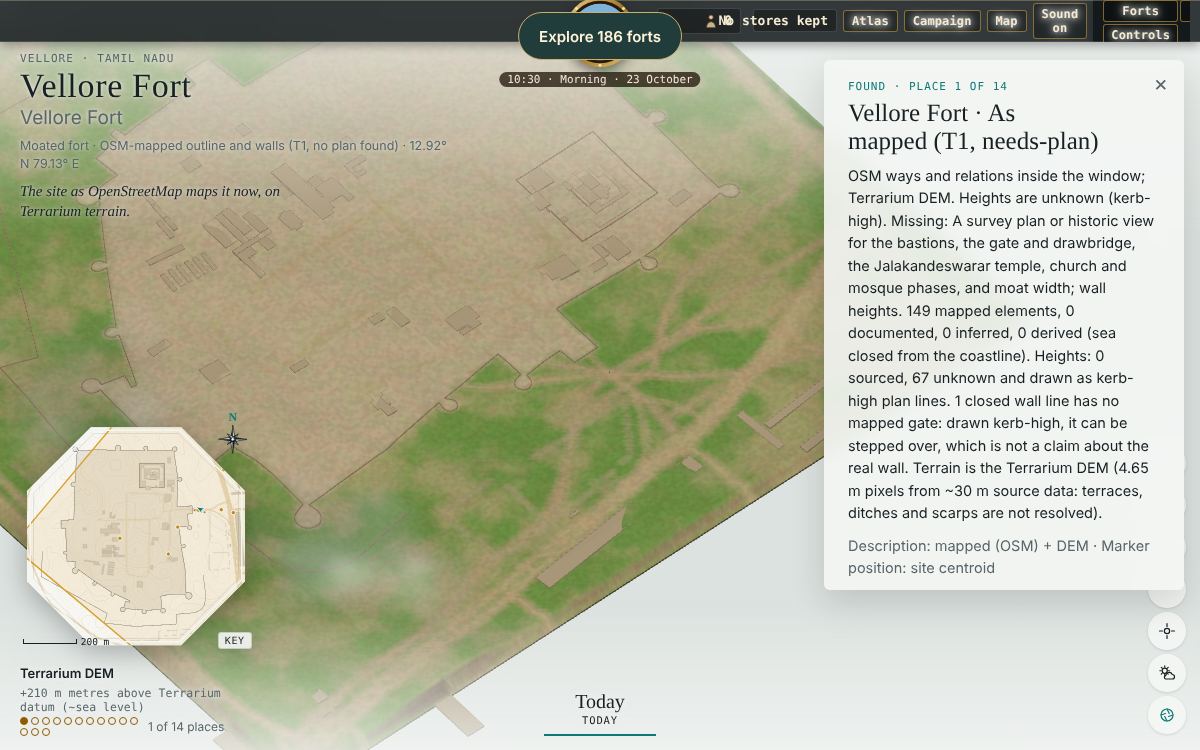 Explore 186 forts
No stores kept
Atlas
Campaign
Map
Sound on
Forts
Controls
10:30 · Morning · 23 October
VELLORE · TAMIL NADU
Vellore Fort
Vellore Fort
Moated fort · OSM-mapped outline and walls (T1, no plan found) · 12.92°
N 79.13° E
The site as OpenStreetMap maps it now, on
Terrarium terrain.
FOUND · PLACE 1 OF 14
Vellore Fort · As
mapped (T1, needs-plan)
OSM ways and relations inside the window;
Terrarium DEM. Heights are unknown (kerb-
high). Missing: A survey plan or historic view
for the bastions, the gate and drawbridge,
the Jalakandeswarar temple, church and
mosque phases, and moat width; wall
heights. 149 mapped elements, 0
documented, 0 inferred, 0 derived (sea
closed from the coastline). Heights: 0
sourced, 67 unknown and drawn as kerb-
high plan lines. 1 closed wall line has no
mapped gate: drawn kerb-high, it can be
stepped over, which is not a claim about the
real wall. Terrain is the Terrarium DEM (4.65
m pixels from ~30 m source data: terraces,
ditches and scarps are not resolved).
Description: mapped (OSM) + DEM · Marker
position: site centroid
N
200 m
KEY
Terrarium DEM
+210 m metres above Terrarium
datum (~sea level)
1 of 14 places
Today
TODAY